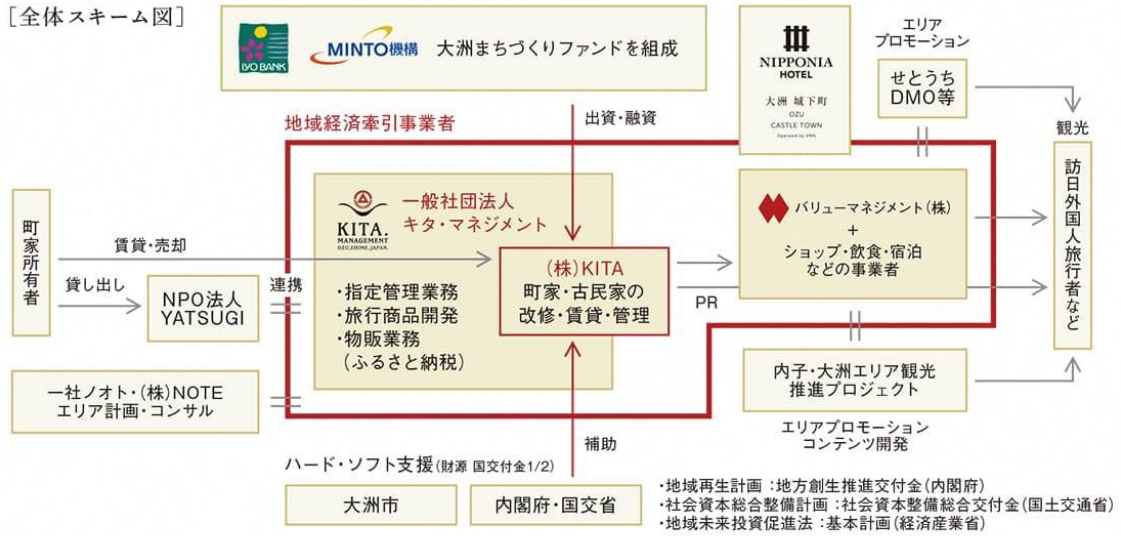 [全体スキーム図]
IYO BANK
MINTO機構
大洲まちづくりファンドを組成
NIPPONIA
HOTEL
大洲 城下町
OZU
CASTLE TOWN
Operated by VMG
エリア
プロモーション
せとうち
DMO等
地域経済牽引事業者
出資・融資
観光
町家所有者
賃貸・売却
貸し出し
NPO法人
YATSUGI
連携
KITA.
MANAGEMENT
OZU,EHIME,JAPAN.
一般社団法人
キタ・マネジメント
・指定管理業務
・旅行商品開発
・物販業務
(ふるさと納税)
(株)KITA
町家・古民家の
改修・賃貸・管理
PR
バリューマネジメント(株)
+
ショップ・飲食・宿泊
などの事業者
訪日外国人旅行者など
一社ノオト・(株)NOTE
エリア計画・コンサル
内子・大洲エリア観光
推進プロジェクト
エリアプロモーション
コンテンツ開発
補助
ハード・ソフト支援(財源 国交付金1/2)
大洲市
内閣府・国交省
・地域再生計画:地方創生推進交付金(内閣府)
・社会資本総合整備計画:社会資本整備総合交付金(国土交通省)
・地域未来投資促進法:基本計画(経済産業省)